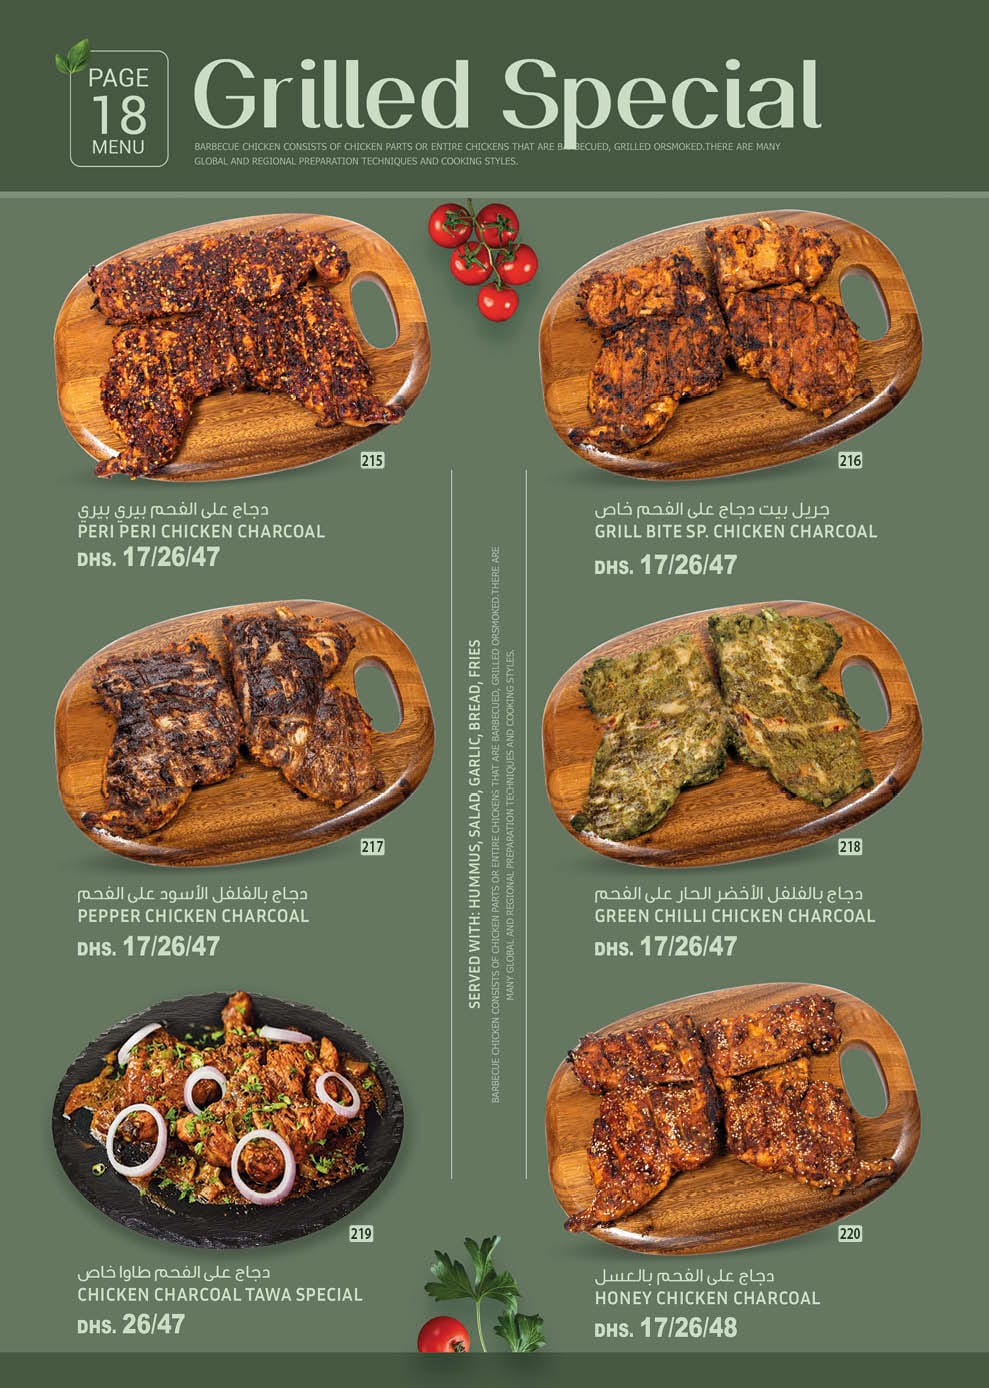 PAGE
18
MENU
Grilled Special
BARBECUE CHICKEN CONSISTS OF CHICKEN PARTS OR ENTIRE CHICKENS THAT ARE BARBECUED, GRILLED ORSMOKED.THERE ARE MANY
GLOBAL AND REGIONAL PREPARATION TECHNIQUES AND COOKING STYLES.
215
دجاج على الفحم بيري بيري
PERI PERI CHICKEN CHARCOAL
DHS. 17/26/47
216
جريل بيت دجاج على الفحم خاص
GRILL BITE SP. CHICKEN CHARCOAL
DHS. 17/26/47
217
دجاج بالفلفل الأسود على الفحم
PEPPER CHICKEN CHARCOAL
DHS. 17/26/47
218
دجاج بالفلفل الأخضر الحار على الفحم
GREEN CHILLI CHICKEN CHARCOAL
DHS. 17/26/47
SERVED WITH: HUMMUS, SALAD, GARLIC, BREAD, FRIES
BARBECUE CHICKEN CONSISTS OF CHICKEN PARTS OR ENTIRE CHICKENS THAT ARE BARBECUED, GRILLED ORSMOKED.THERE ARE
MANY GLOBAL AND REGIONAL PREPARATION TECHNIQUES AND COOKING STYLES.
219
دجاج على الفحم طاوا خاص
CHICKEN CHARCOAL TAWA SPECIAL
DHS. 26/47
220
دجاج على الفحم بالعسل
HONEY CHICKEN CHARCOAL
DHS. 17/26/48